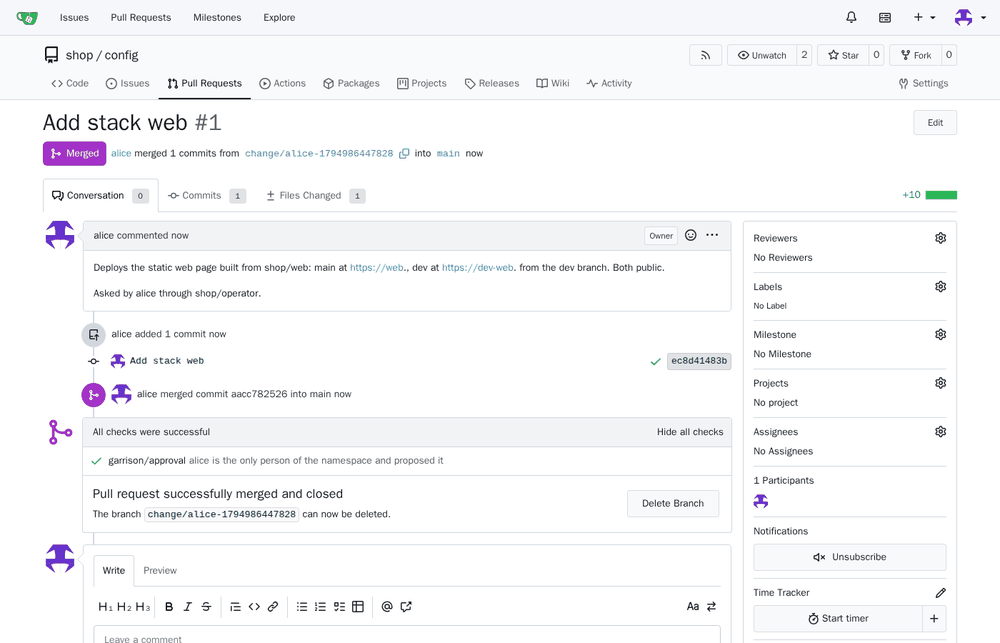 Issues Pull Requests Milestones Explore
shop / config
Unwatch 2 Star 0 Fork 0
Code Issues Pull Requests Actions Packages Projects Releases Wiki Activity Settings
Add stack web #1
Edit
Merged alice merged 1 commits from change/alice-1794986447828 into main now
Conversation 0 Commits 1 Files Changed 1 +10
alice commented now Owner
Deploys the static web page built from shop/web: main at https://web., dev at https://dev-web. from the dev branch. Both public.
Asked by alice through shop/operator.
alice added 1 commit now
Add stack web ec8d41483b
alice merged commit aacc782526 into main now
All checks were successful Hide all checks
garrison/approval alice is the only person of the namespace and proposed it
Pull request successfully merged and closed
The branch change/alice-1794986447828 can now be deleted.
Delete Branch
Write Preview
H1 H2 H3 B I S Aa
Leave a comment
Reviewers
No Reviewers
Labels
No Label
Milestone
No Milestone
Projects
No project
Assignees
No Assignees
1 Participants
Notifications
Unsubscribe
Time Tracker
Start timer +